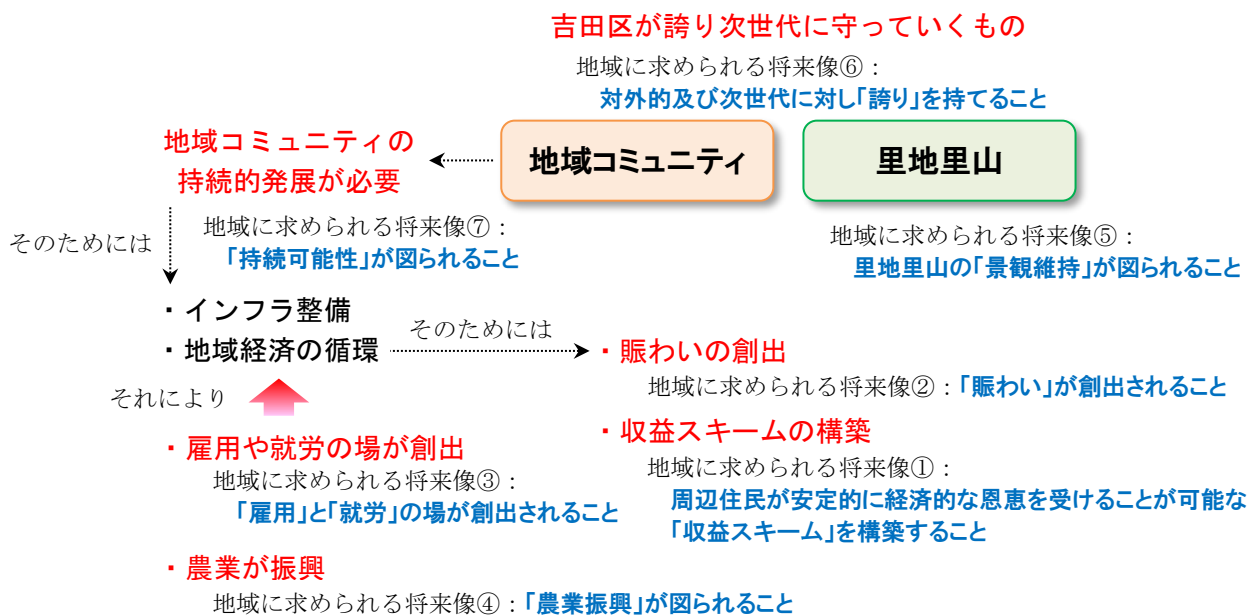 吉田区が誇り次世代に守っていくもの
地域に求められる将来像⑥：
対外的及び次世代に対し「誇り」を持てること
地域コミュニティ
里地里山
地域コミュニティの
持続的発展が必要
地域に求められる将来像⑦：
「持続可能性」が図られること
地域に求められる将来像⑤：
里地里山の「景観維持」が図られること
そのためには
・インフラ整備
・地域経済の循環
そのためには
・賑わいの創出
地域に求められる将来像②：「賑わい」が創出されること
・収益スキームの構築
地域に求められる将来像①：
周辺住民が安定的に経済的な恩恵を受けることが可能な
「収益スキーム」を構築すること
それにより
・雇用や就労の場が創出
地域に求められる将来像③：
「雇用」と「就労」の場が創出されること
・農業が振興
地域に求められる将来像④：「農業振興」が図られること